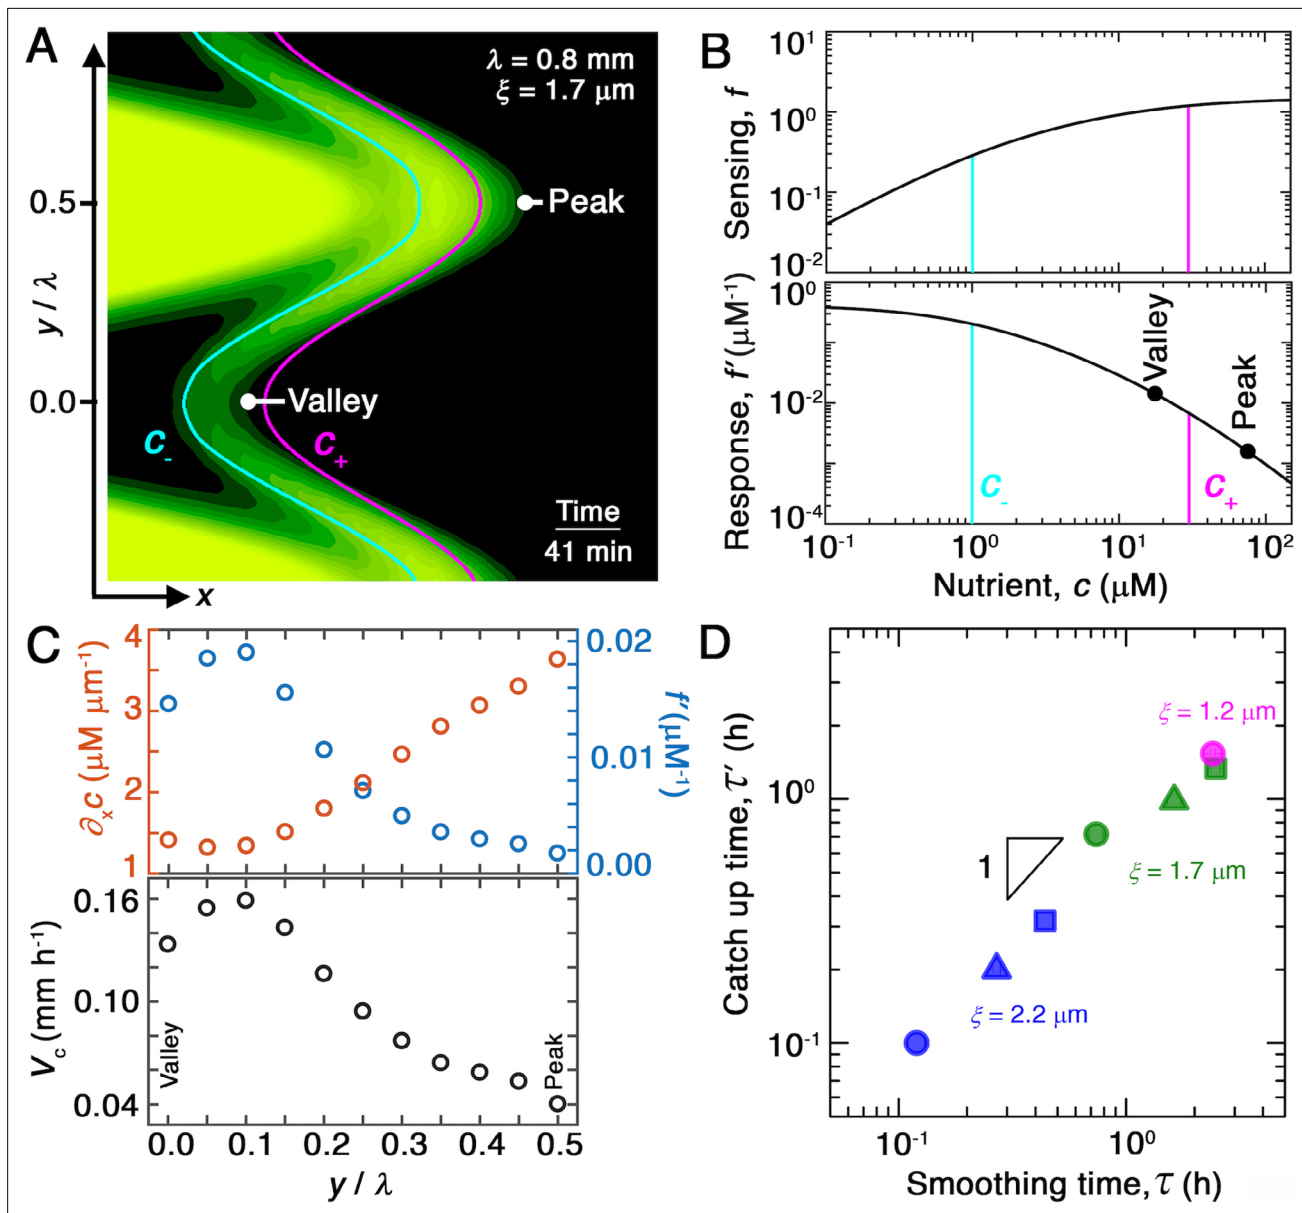 A
λ = 0.8 mm
ξ = 1.7 μm
Peak
Valley
c₋
c₊
Time
41 min
y / λ
0.5
0.0
x
B
Sensing, f
10¹
10⁰
10⁻¹
10⁻²
Response, f′(μM⁻¹)
10⁰
10⁻²
10⁻⁴
Valley
Peak
c₋
c₊
10⁻¹
10⁰
10¹
10²
Nutrient, c (μM)
C
∂ₓc (μM μm⁻¹)
4
3
2
1
f′(μM⁻¹)
0.02
0.01
0.00
V_c (mm h⁻¹)
0.16
0.10
0.04
Valley
Peak
0.0 0.1 0.2 0.3 0.4 0.5
y / λ
D
Catch up time, τ′ (h)
10⁰
10⁻¹
1
ξ = 1.2 μm
ξ = 1.7 μm
ξ = 2.2 μm
10⁻¹
10⁰
Smoothing time, τ (h)